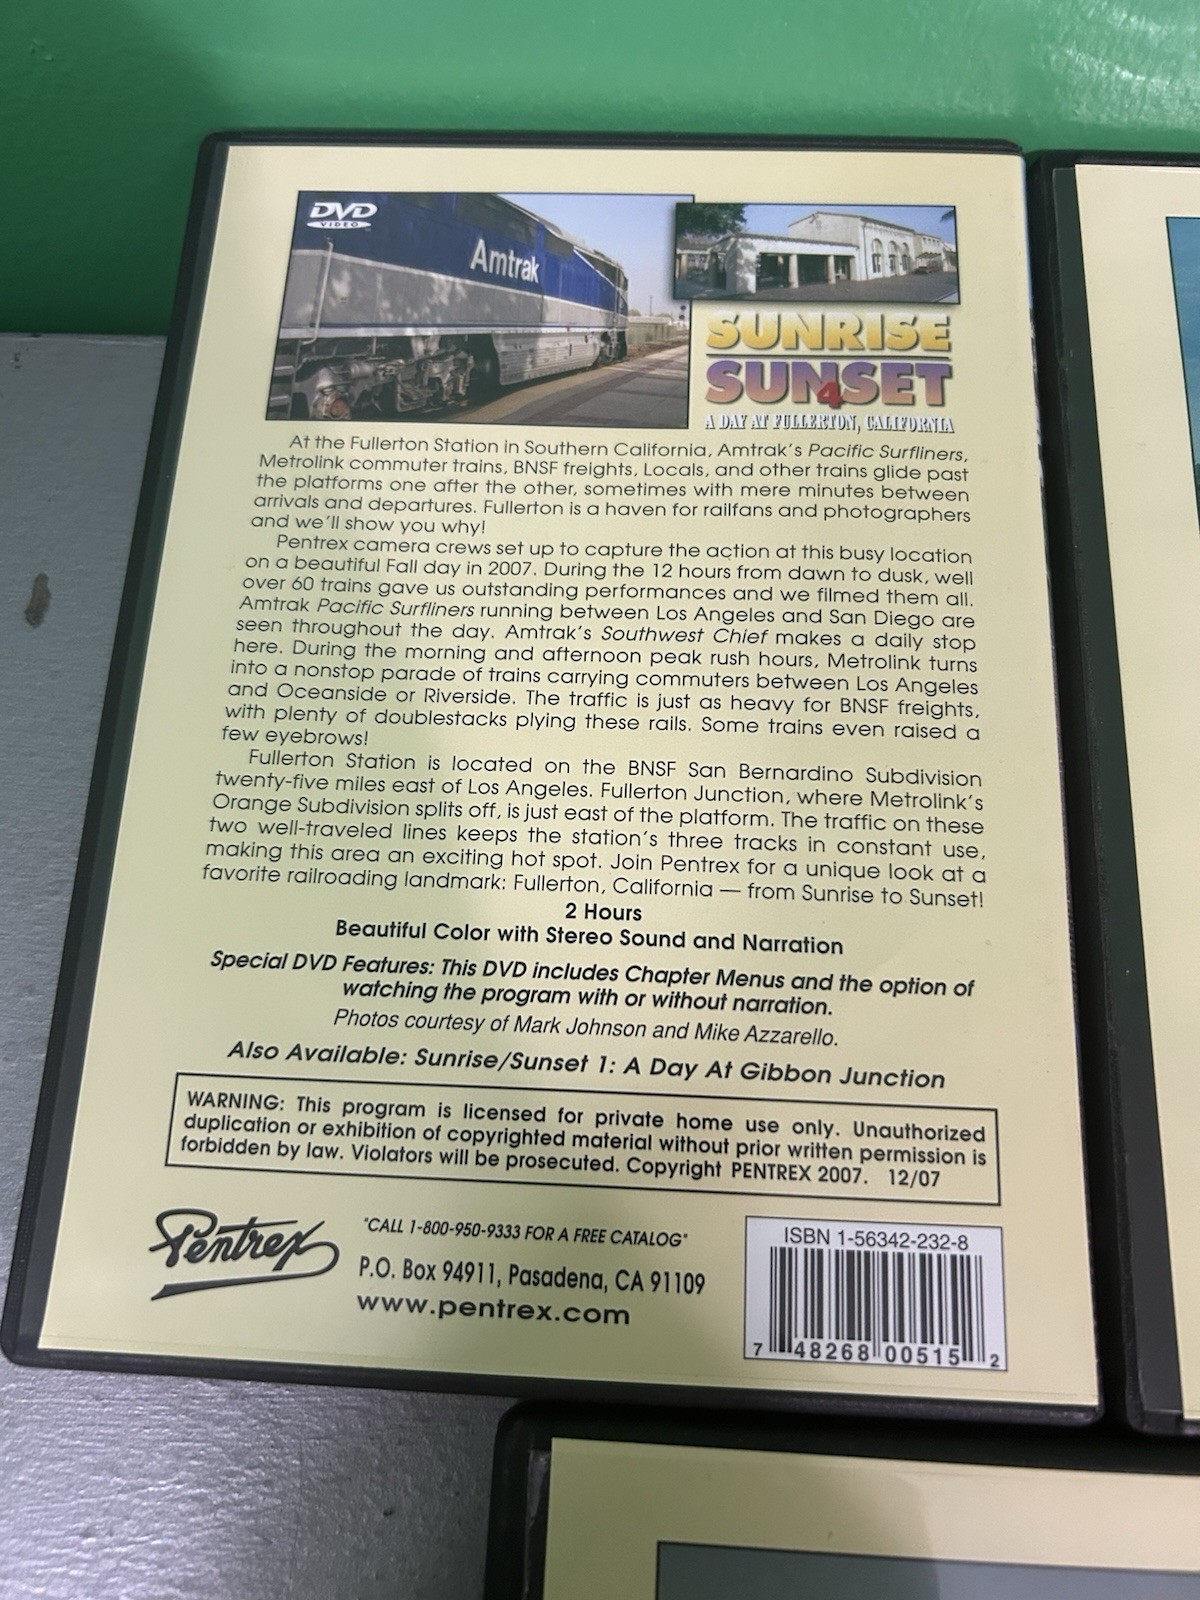 DVD
VIDEO
Amtrak
SUNRISE
SUNSET
4
A DAY AT FULLERTON, CALIFORNIA
At the Fullerton Station in Southern California, Amtrak's Pacific Surfliners,
Metrolink commuter trains, BNSF freights, Locals, and other trains glide past
the platforms one after the other, sometimes with mere minutes between
arrivals and departures. Fullerton is a haven for railfans and photographers
and we'll show you why!
Pentrex camera crews set up to capture the action at this busy location
on a beautiful Fall day in 2007. During the 12 hours from dawn to dusk, well
over 60 trains gave us outstanding performances and we filmed them all.
Amtrak Pacific Surfliners running between Los Angeles and San Diego are
seen throughout the day. Amtrak's Southwest Chief makes a daily stop
here. During the morning and afternoon peak rush hours, Metrolink turns
into a nonstop parade of trains carrying commuters between Los Angeles
and Oceanside or Riverside. The traffic is just as heavy for BNSF freights,
with plenty of doublestacks plying these rails. Some trains even raised a
few eyebrows!
Fullerton Station is located on the BNSF San Bernardino Subdivision
twenty-five miles east of Los Angeles. Fullerton Junction, where Metrolink's
Orange Subdivision splits off, is just east of the platform. The traffic on these
two well-traveled lines keeps the station's three tracks in constant use,
making this area an exciting hot spot. Join Pentrex for a unique look at a
favorite railroading landmark: Fullerton, California — from Sunrise to Sunset!
2 Hours
Beautiful Color with Stereo Sound and Narration
Special DVD Features: This DVD includes Chapter Menus and the option of
watching the program with or without narration.
Photos courtesy of Mark Johnson and Mike Azzarello.
Also Available: Sunrise/Sunset 1: A Day At Gibbon Junction
WARNING: This program is licensed for private home use only. Unauthorized
duplication or exhibition of copyrighted material without prior written permission is
forbidden by law. Violators will be prosecuted. Copyright PENTREX 2007. 12/07
Pentrex
"CALL 1-800-950-9333 FOR A FREE CATALOG"
P.O. Box 94911, Pasadena, CA 91109
www.pentrex.com
ISBN 1-56342-232-8
7 48268 00515 2